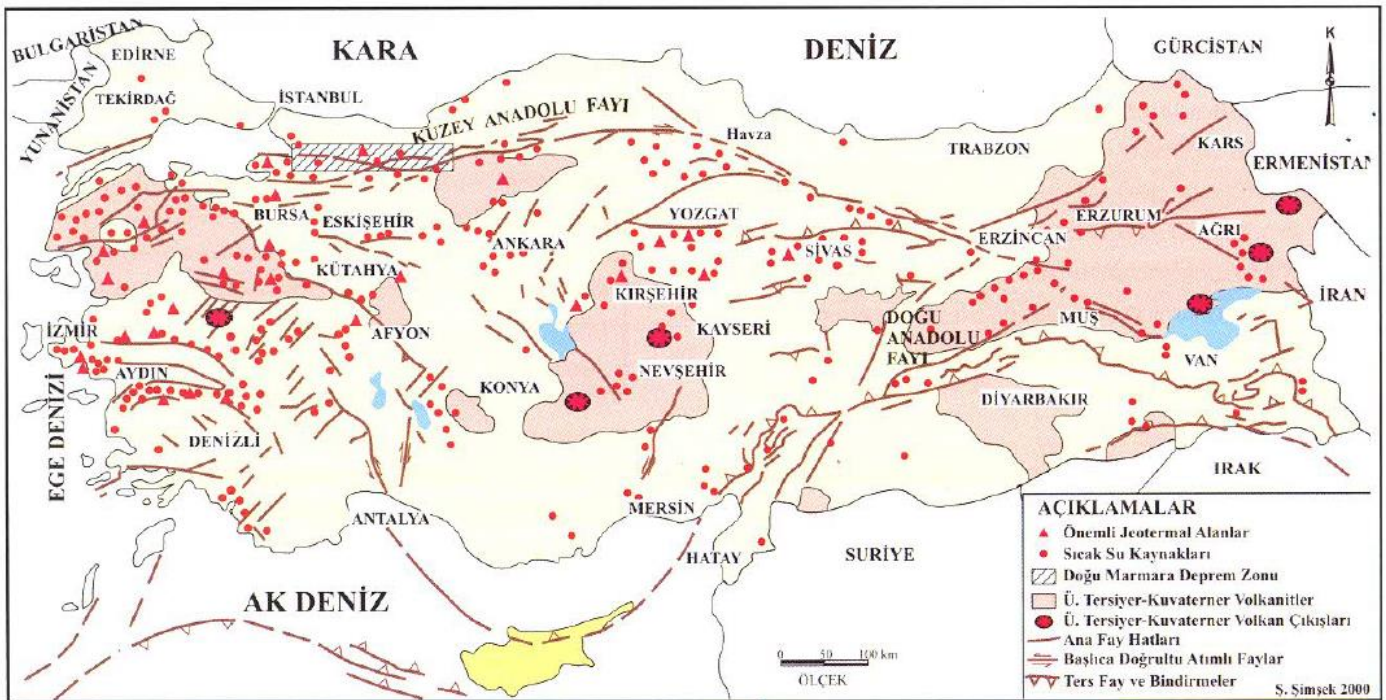 BULGARİSTAN
EDİRNE
KARA
DENİZ
GÜRCİSTAN
K
YUNANİSTAN
TEKİRDAĞ
İSTANBUL
KUZEY ANADOLU FAYI
Havza
TRABZON
KARS
ERMENİSTAN
BURSA
ESKİŞEHİR
ANKARA
YOZGAT
SİVAS
ERZİNCAN
ERZURUM
AĞRI
KÜTAHYA
KIRŞEHİR
İRAN
İZMİR
AFYON
KAYSERİ
DOĞU
ANADOLU
FAYI
MUŞ
VAN
AYDIN
KONYA
NEVŞEHİR
DİYARBAKIR
EGE DENİZİ
DENİZLİ
ANTALYA
MERSİN
HATAY
SURİYE
IRAK
AK DENİZ
0 50 100 km
ÖLÇEK
AÇIKLAMALAR
Önemli Jeotermal Alanlar
Sıcak Su Kaynakları
Doğu Marmara Deprem Zonu
Ü. Tersiyer-Kuvaterner Volkanitler
Ü. Tersiyer-Kuvaterner Volkan Çıkışları
Ana Fay Hatları
Başlıca Doğrultu Atımlı Faylar
Ters Fay ve Bindirmeler
Ş. Şimşek 2000